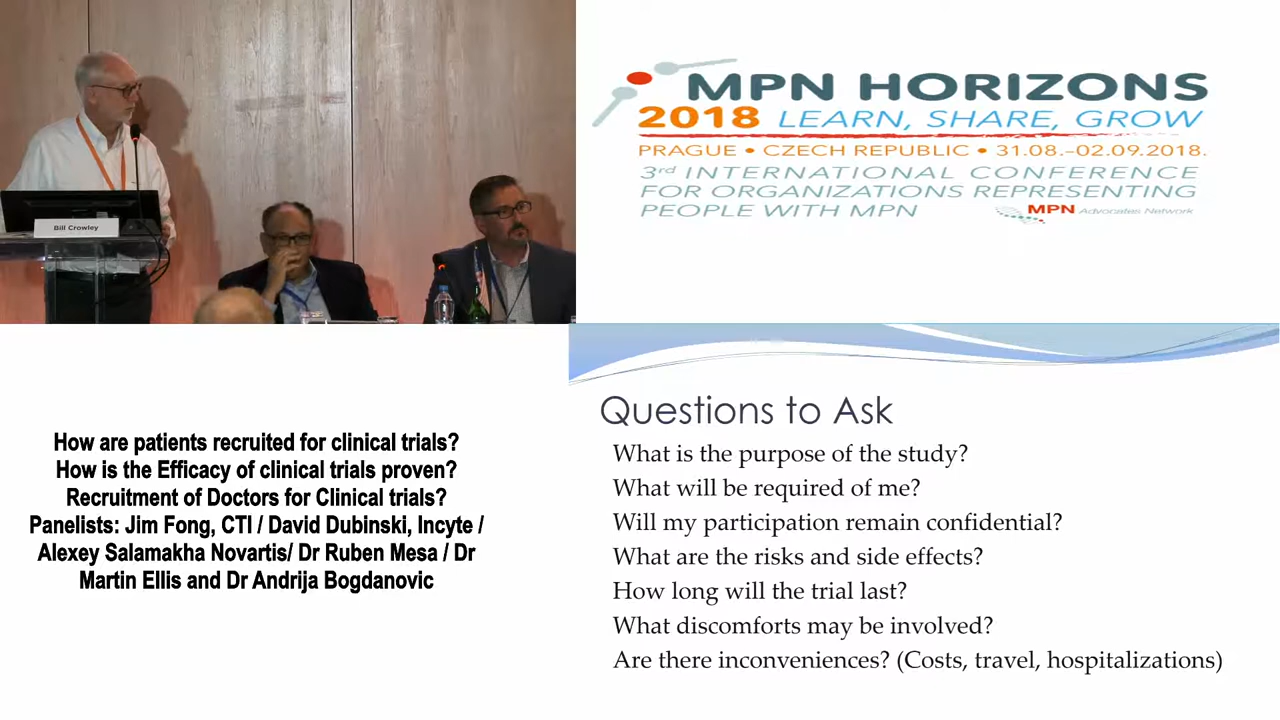 Bill Crowley
MPN HORIZONS
2018 LEARN, SHARE, GROW
PRAGUE • CZECH REPUBLIC • 31.08.-02.09.2018.
3rd INTERNATIONAL CONFERENCE
FOR ORGANIZATIONS REPRESENTING
PEOPLE WITH MPN
MPN Advocates Network
How are patients recruited for clinical trials?
How is the Efficacy of clinical trials proven?
Recruitment of Doctors for Clinical trials?
Panelists: Jim Fong, CTI / David Dubinski, Incyte /
Alexey Salamakha Novartis/ Dr Ruben Mesa / Dr
Martin Ellis and Dr Andrija Bogdanovic
Questions to Ask
What is the purpose of the study?
What will be required of me?
Will my participation remain confidential?
What are the risks and side effects?
How long will the trial last?
What discomforts may be involved?
Are there inconveniences? (Costs, travel, hospitalizations)